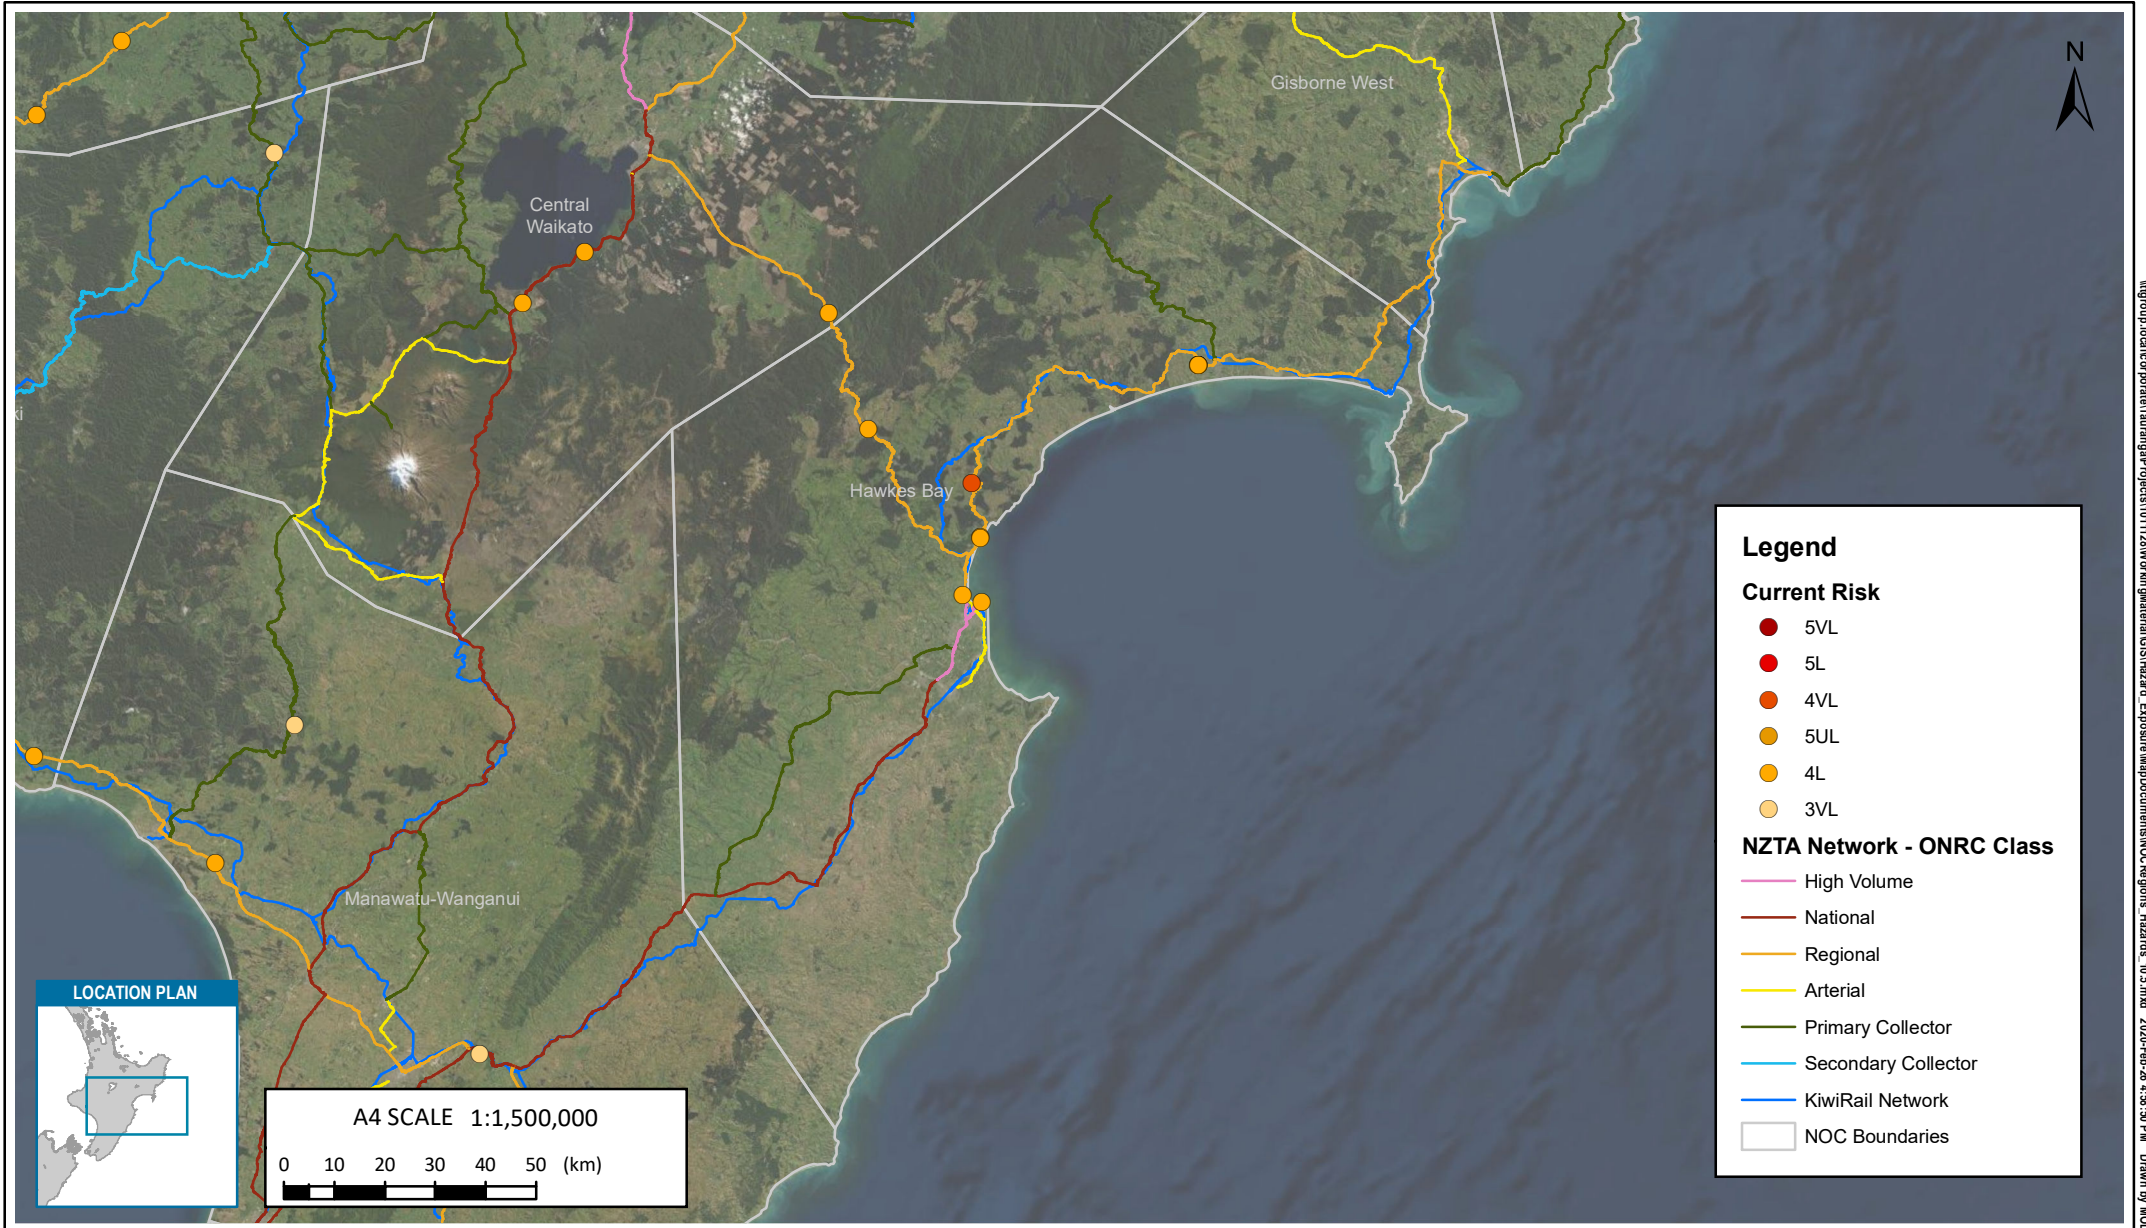 N
Gisborne West
Central
Waikato
ki
Hawkes Bay
Manawatu-Wanganui
Legend
Current Risk
5VL
5L
4VL
5UL
4L
3VL
NZTA Network - ONRC Class
High Volume
National
Regional
Arterial
Primary Collector
Secondary Collector
KiwiRail Network
NOC Boundaries
LOCATION PLAN
A4 SCALE 1:1,500,000
0 10 20 30 40 50 (km)